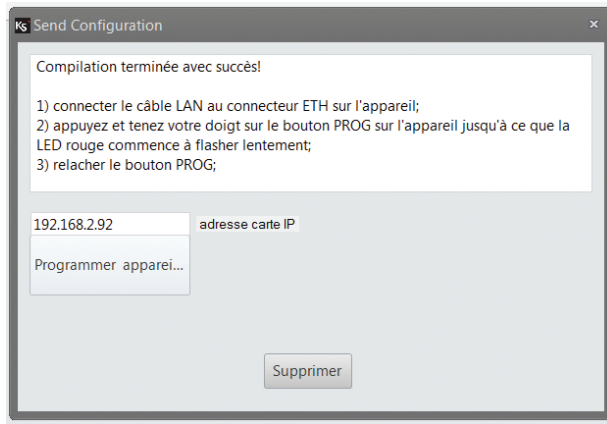 Ks Send Configuration ×
Compilation terminée avec succès!
1) connecter le câble LAN au connecteur ETH sur l'appareil;
2) appuyez et tenez votre doigt sur le bouton PROG sur l'appareil jusqu'à ce que la
LED rouge commence à flasher lentement;
3) relacher le bouton PROG;
192.168.2.92 adresse carte IP
Programmer apparei...
Supprimer